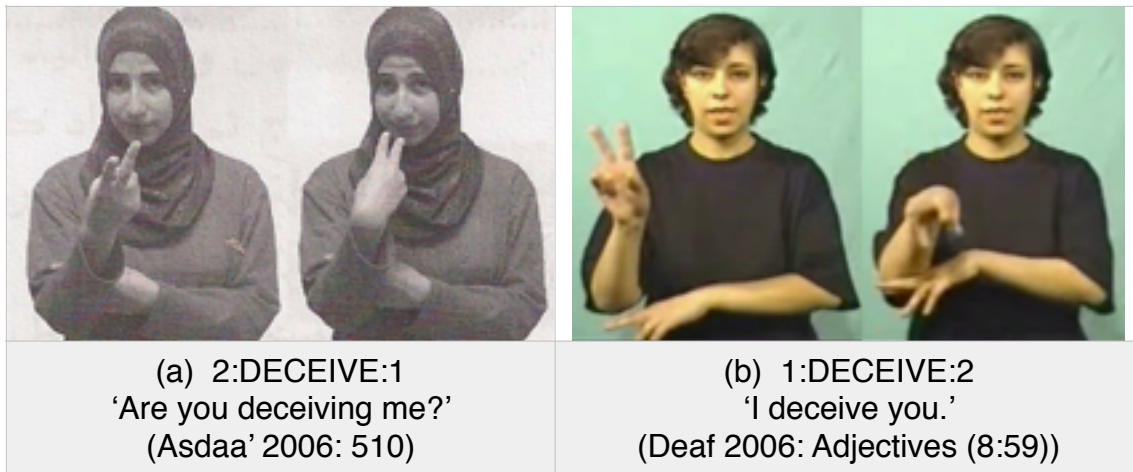 (a) 2:DECEIVE:1
‘Are you deceiving me?’
(Asdaa’ 2006: 510)
(b) 1:DECEIVE:2
‘I deceive you.’
(Deaf 2006: Adjectives (8:59))